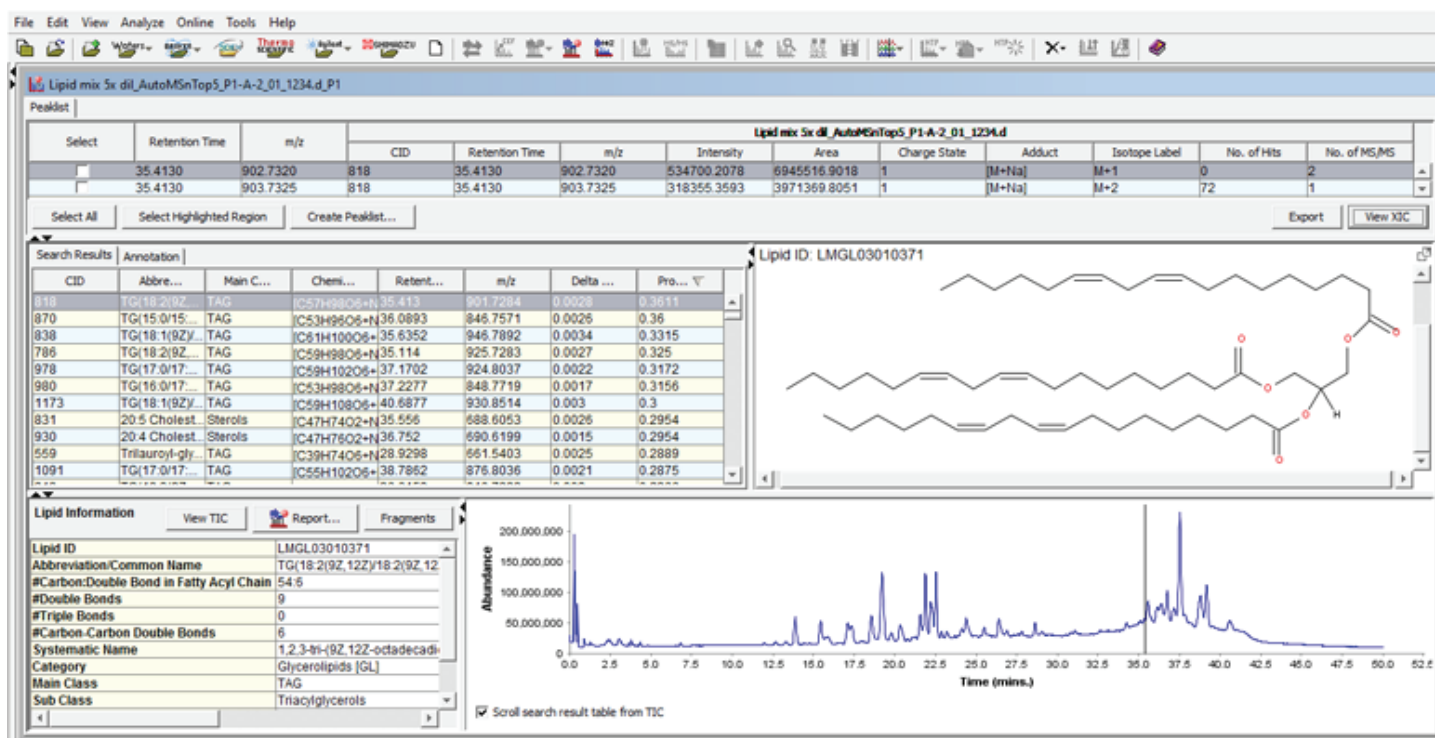 File Edit View Analyze Online Tools Help
Waters Thermo SCIENTIFIC Agilent SHIMADZU
Lipid mix 5x dil_AutoMSnTop5_P1-A-2_01_1234.d_P1
Peaklist
Select Retention Time m/z Lipid mix 5x dil_AutoMSnTop5_P1-A-2_01_1234.d
CID Retention Time m/z Intensity Area Charge State Adduct Isotope Label No. of Hits No. of MS/MS
35.4130 902.7320 818 35.4130 902.7320 534700.2078 6945516.9018 1 [M+Na] M+1 0 2
35.4130 903.7325 818 35.4130 903.7325 318355.3593 3971369.8051 1 [M+Na] M+2 72 1
Select All Select Highlighted Region Create Peaklist... Export View XIC
Search Results Annotation
CID Abbre... Main C... Chemi... Retent... m/z Delta ... Pro...
818 TG(18:2(9Z,... TAG [C57H98O6+N 35.413 901.7284 0.0028 0.3611
870 TG(15:0/15:... TAG [C53H96O6+N 36.0893 846.7571 0.0026 0.36
838 TG(18:1(9Z)/... TAG [C61H100O6+ 35.6352 946.7892 0.0034 0.3315
786 TG(18:2(9Z,... TAG [C59H98O6+N 35.114 925.7283 0.0027 0.325
978 TG(17:0/17:... TAG [C59H102O6+ 37.1702 924.8037 0.0022 0.3172
980 TG(16:0/17:... TAG [C53H98O6+N 37.2277 848.7719 0.0017 0.3156
1173 TG(18:1(9Z)/... TAG [C59H108O6+ 40.6877 930.8514 0.003 0.3
831 20:5 Cholest... Sterols [C47H74O2+N 35.556 688.6053 0.0026 0.2954
930 20:4 Cholest... Sterols [C47H76O2+N 36.752 690.6199 0.0015 0.2954
559 Trilauroyl-gly... TAG [C39H74O6+N 28.9298 661.5403 0.0025 0.2889
1091 TG(17:0/17:... TAG [C55H102O6+ 38.7862 876.8036 0.0021 0.2875
Lipid ID: LMGL03010371
O
O
O
O
O
H
O
Lipid Information View TIC Report... Fragments
Lipid ID LMGL03010371
Abbreviation/Common Name TG(18:2(9Z,12Z)/18:2(9Z,12
#Carbon:Double Bond in Fatty Acyl Chain 54:6
#Double Bonds 9
#Triple Bonds 0
#Carbon-Carbon Double Bonds 6
Systematic Name 1,2,3-tri-(9Z,12Z-octadecadi
Category Glycerolipids [GL]
Main Class TAG
Sub Class Triacylglycerols
Abundance
200,000,000
150,000,000
100,000,000
50,000,000
0
0.0 2.5 5.0 7.5 10.0 12.5 15.0 17.5 20.0 22.5 25.0 27.5 30.0 32.5 35.0 37.5 40.0 42.5 45.0 47.5 50.0 52.5
Time (mins.)
Scroll search result table from TIC